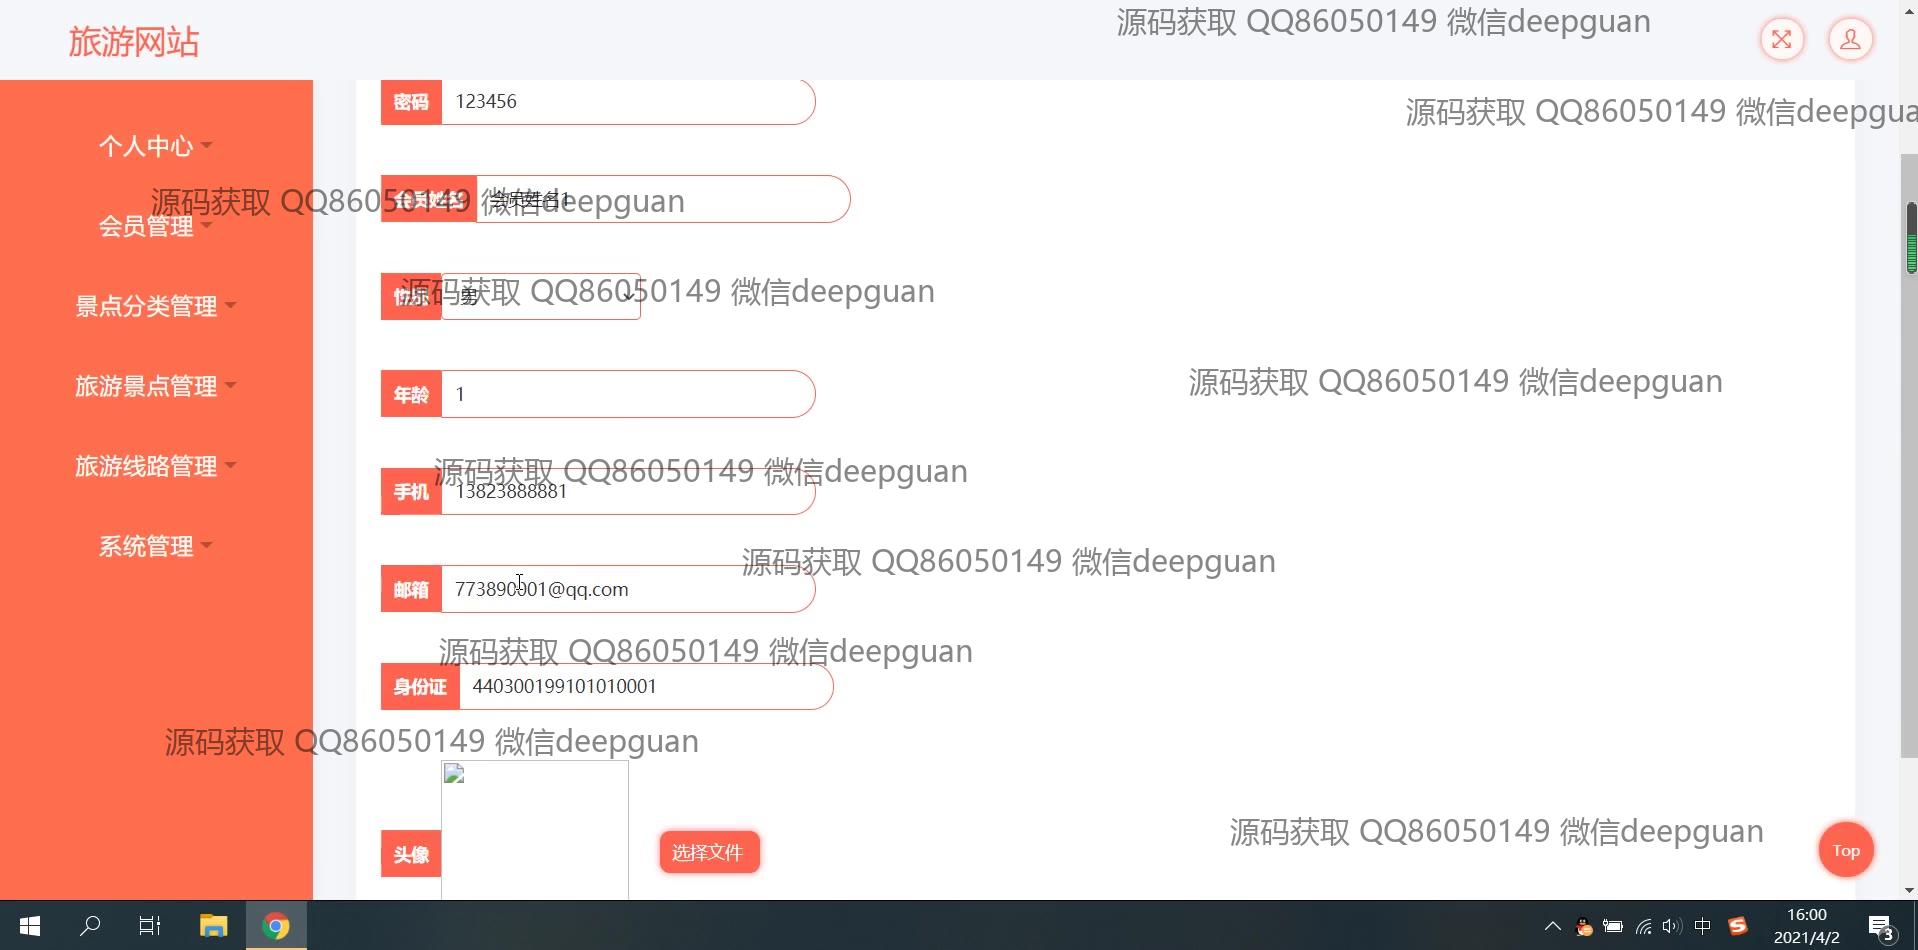 源码获取 QQ86050149 微信deepguan
旅游网站
密码 123456
源码获取 QQ86050149 微信deepgua
个人中心
源码获取 QQ86050149 微信deepguan
会员姓名 会员姓名1
会员管理
源码获取 QQ86050149 微信deepguan
性别 男
景点分类管理
源码获取 QQ86050149 微信deepguan
旅游景点管理
年龄 1
源码获取 QQ86050149 微信deepguan
旅游线路管理
手机 13823888881
系统管理
源码获取 QQ86050149 微信deepguan
邮箱 773890001@qq.com
源码获取 QQ86050149 微信deepguan
身份证 440300199101010001
源码获取 QQ86050149 微信deepguan
源码获取 QQ86050149 微信deepguan
头像 选择文件
Top
中
16:00
2021/4/2
3